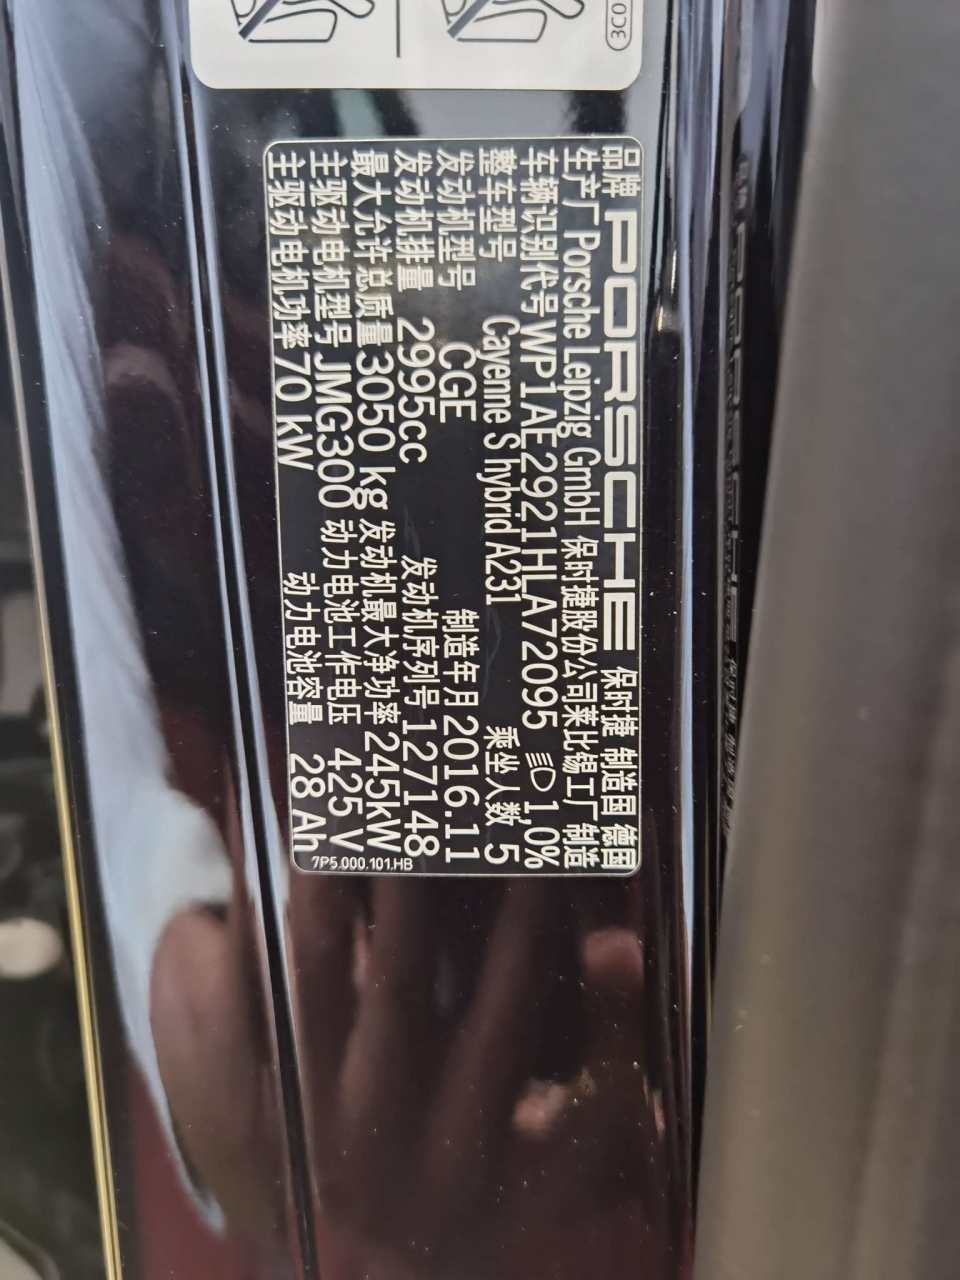 3C0
品牌 PORSCHE 保时捷 制造国 德国
生产厂 Porsche Leipzig GmbH 保时捷股份公司莱比锡工厂 制造
车辆识别代号 WP1AE2921HLA72095 1,0%
整车型号 Cayenne S hybrid A231 乘坐人数 5
发动机型号 CGE 制造年月 2016.11
发动机排量 2995cc 发动机序列号 127148
最大允许总质量 3050 kg 发动机最大净功率 245kW
主驱动电机型号 JMG300 动力电池工作电压 425 V
主驱动电机功率 70 kW 动力电池容量 28 Ah
7P5.000.101.HB